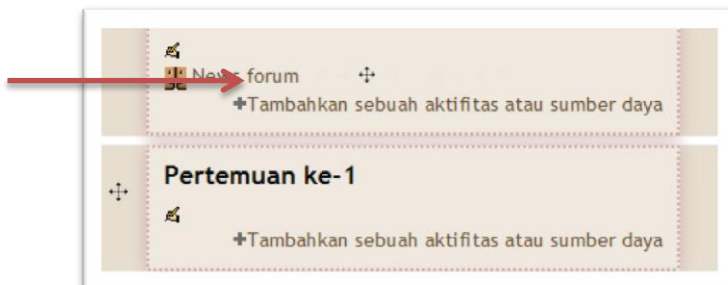 News forum
+Tambahkan sebuah aktifitas atau sumber daya
Pertemuan ke-1
+Tambahkan sebuah aktifitas atau sumber daya